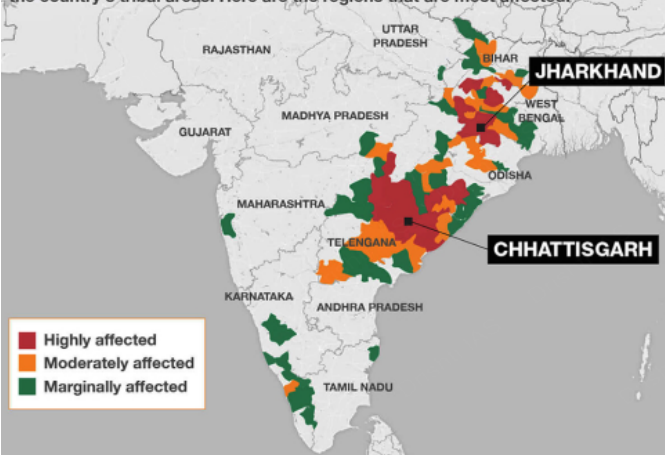 the country's tribal areas. Here are the regions that are most affected.
UTTAR
PRADESH
RAJASTHAN
BIHAR
JHARKHAND
WEST
BENGAL
MADHYA PRADESH
GUJARAT
ODISHA
MAHARASHTRA
TELENGANA
CHHATTISGARH
KARNATAKA
ANDHRA PRADESH
Highly affected
Moderately affected
Marginally affected
TAMIL NADU